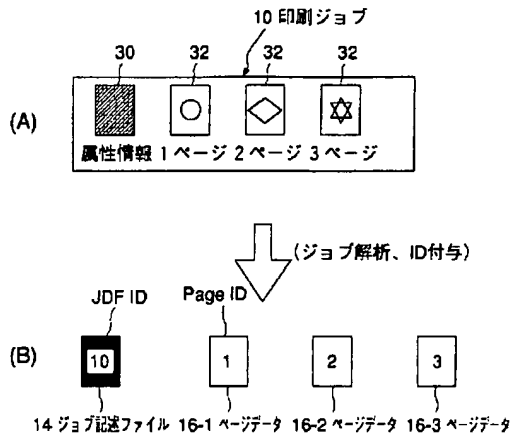 10 印刷ジョブ
30 32 32 32
(A)
属性情報 1 ページ 2 ページ 3 ページ
(ジョブ解析、ID付与)
JDF ID Page ID
(B)
10 1 2 3
14 ジョブ記述ファイル 16-1 ページデータ 16-2 ページデータ 16-3 ページデータ